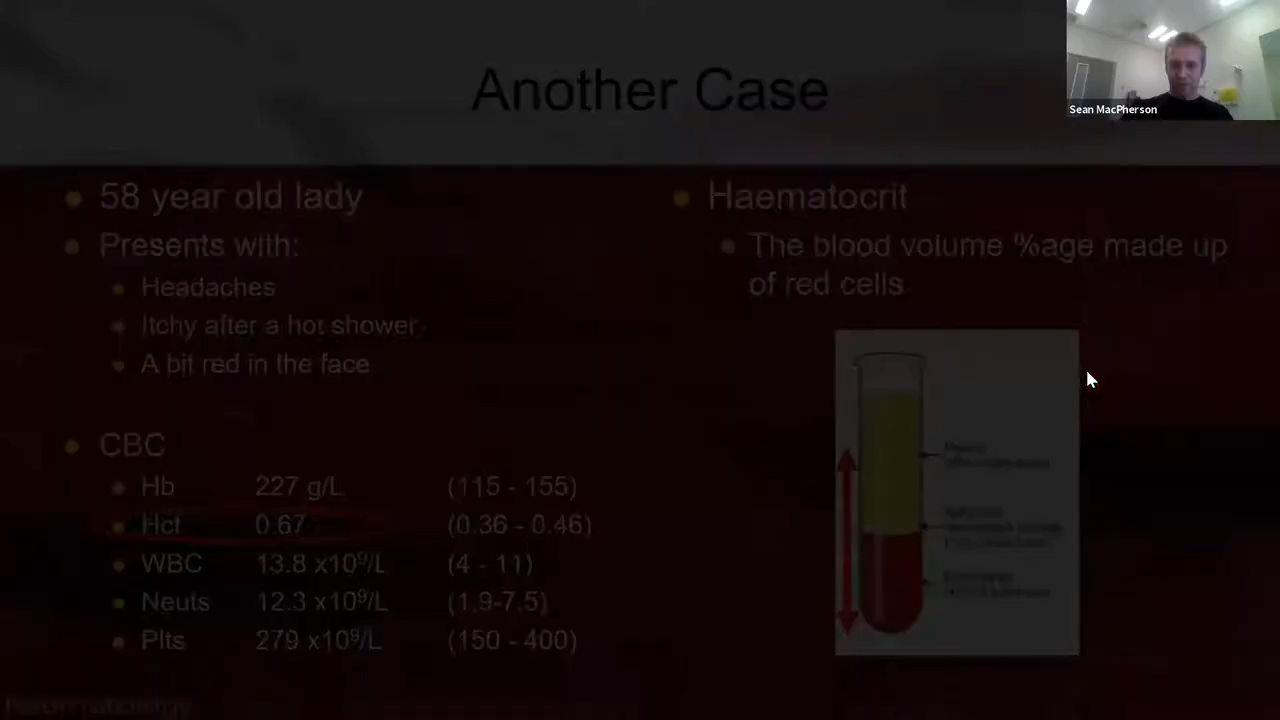 Another Case
Sean MacPherson
58 year old lady
Presents with:
Headaches
Itchy after a hot shower
A bit red in the face
CBC
Hb 227 g/L (115 - 155)
Hct 0.67 (0.36 - 0.46)
WBC 13.8 x10⁹/L (4 - 11)
Neuts 12.3 x10⁹/L (1.9-7.5)
Plts 279 x10⁹/L (150 - 400)
Haematocrit
The blood volume %age made up
of red cells